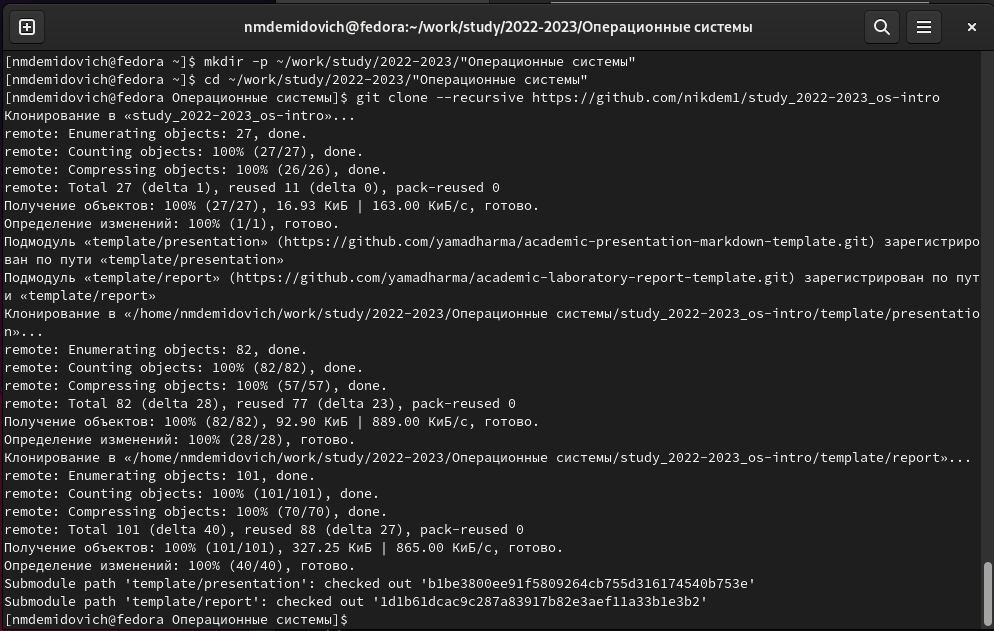 nmdemidovich@fedora:~/work/study/2022-2023/Операционные системы
[nmdemidovich@fedora ~]$ mkdir -p ~/work/study/2022-2023/"Операционные системы"
[nmdemidovich@fedora ~]$ cd ~/work/study/2022-2023/"Операционные системы"
[nmdemidovich@fedora Операционные системы]$ git clone --recursive https://github.com/nikdem1/study_2022-2023_os-intro
Клонирование в «study_2022-2023_os-intro»...
remote: Enumerating objects: 27, done.
remote: Counting objects: 100% (27/27), done.
remote: Compressing objects: 100% (26/26), done.
remote: Total 27 (delta 1), reused 11 (delta 0), pack-reused 0
Получение объектов: 100% (27/27), 16.93 КиБ | 163.00 КиБ/с, готово.
Определение изменений: 100% (1/1), готово.
Подмодуль «template/presentation» (https://github.com/yamadharma/academic-presentation-markdown-template.git) зарегистриро
ван по пути «template/presentation»
Подмодуль «template/report» (https://github.com/yamadharma/academic-laboratory-report-template.git) зарегистрирован по пут
и «template/report»
Клонирование в «/home/nmdemidovich/work/study/2022-2023/Операционные системы/study_2022-2023_os-intro/template/presentatio
n»...
remote: Enumerating objects: 82, done.
remote: Counting objects: 100% (82/82), done.
remote: Compressing objects: 100% (57/57), done.
remote: Total 82 (delta 28), reused 77 (delta 23), pack-reused 0
Получение объектов: 100% (82/82), 92.90 КиБ | 889.00 КиБ/с, готово.
Определение изменений: 100% (28/28), готово.
Клонирование в «/home/nmdemidovich/work/study/2022-2023/Операционные системы/study_2022-2023_os-intro/template/report»...
remote: Enumerating objects: 101, done.
remote: Counting objects: 100% (101/101), done.
remote: Compressing objects: 100% (70/70), done.
remote: Total 101 (delta 40), reused 88 (delta 27), pack-reused 0
Получение объектов: 100% (101/101), 327.25 КиБ | 865.00 КиБ/с, готово.
Определение изменений: 100% (40/40), готово.
Submodule path 'template/presentation': checked out 'b1be3800ee91f5809264cb755d316174540b753e'
Submodule path 'template/report': checked out '1d1b61dcac9c287a83917b82e3aef11a33b1e3b2'
[nmdemidovich@fedora Операционные системы]$